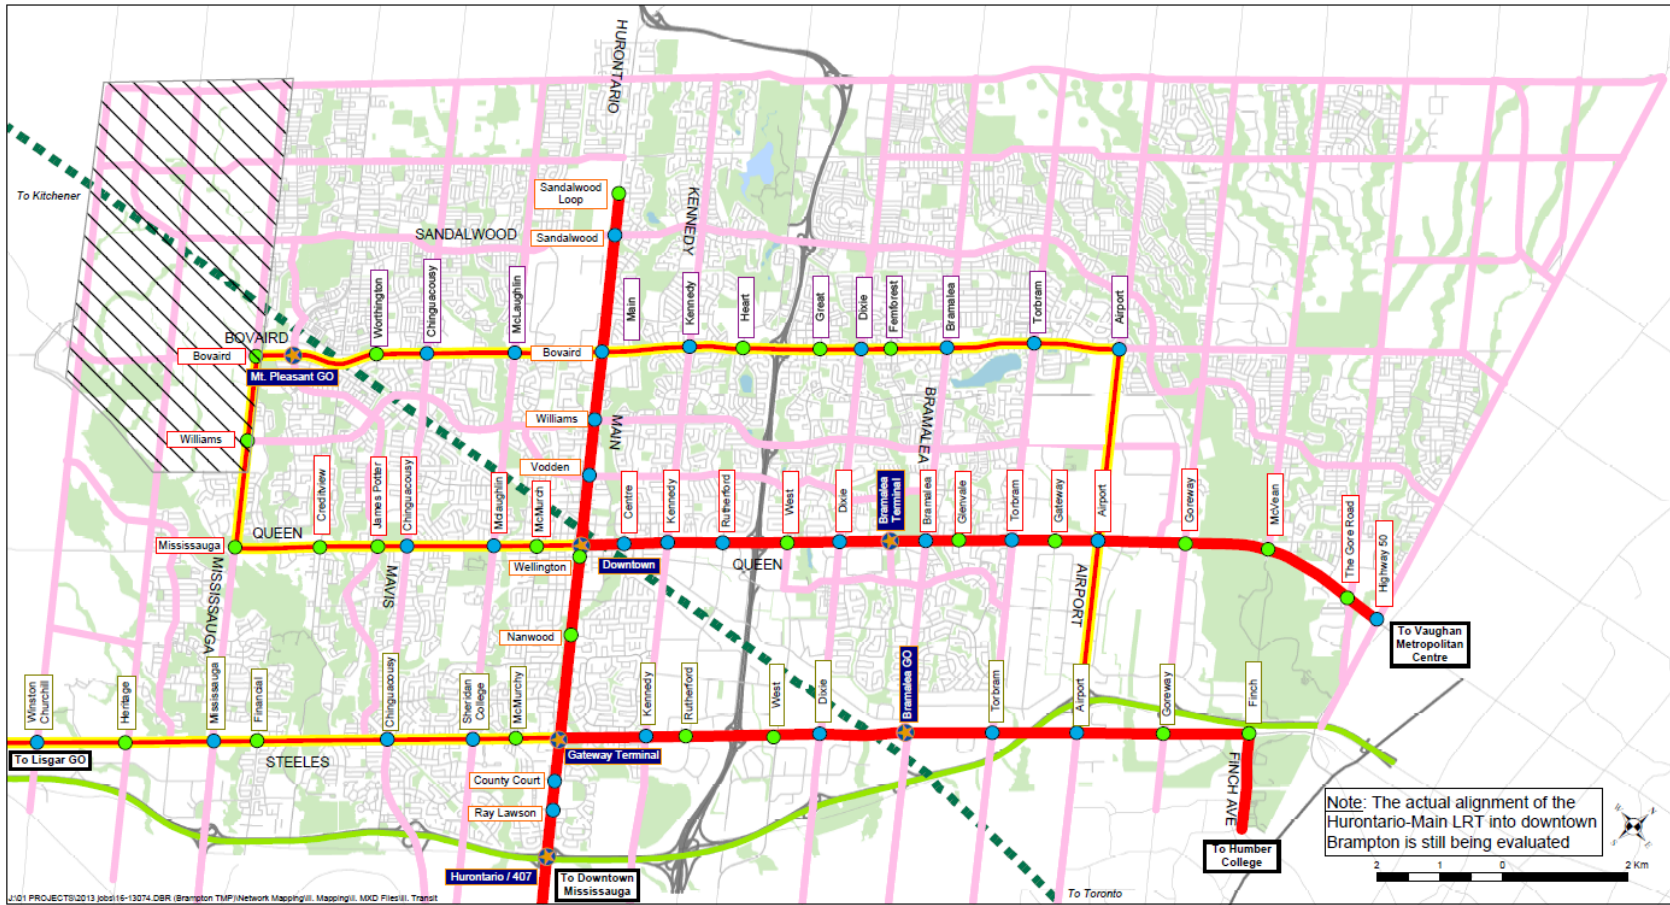 HURONTARIO
To Kitchener
Sandalwood
Loop
SANDALWOOD
Sandalwood
KENNEDY
Worthington
Chinguacousy
McLaughlin
Main
Kennedy
Heart
Great
Dixie
Fernforest
Bramalea
Torbram
Airport
BOVAIRD
Bovaird
Bovaird
Mt. Pleasant GO
Williams
Williams
MAIN
BRAMALEA
Vodden
Creditview
James Potter
Chinguacousy
Mclaughlin
McMurch
Centre
Kennedy
Rutherford
West
Dixie
Bramalea
Terminal
Bramalea
Glenvale
Torbram
Gateway
Airport
Goreway
McVean
The Gore Road
Highway 50
QUEEN
Mississauga
Wellington
Downtown
QUEEN
MISSISSAUGA
MAVIS
AIRPORT
Nanwood
To Vaughan
Metropolitan
Centre
Winston
Churchill
Heritage
Mississauga
Financial
Chinguacousy
Sheridan
College
McMurchy
Kennedy
Rutherford
West
Dixie
Bramalea GO
Torbram
Airport
Goreway
Finch
To Lisgar GO
STEELES
Gateway Terminal
County Court
Ray Lawson
FINCH AVE
Hurontario / 407
To Downtown
Mississauga
To Humber
College
Note: The actual alignment of the
Hurontario-Main LRT into downtown
Brampton is still being evaluated
W N
S E
2 1 0 2 Km
To Toronto